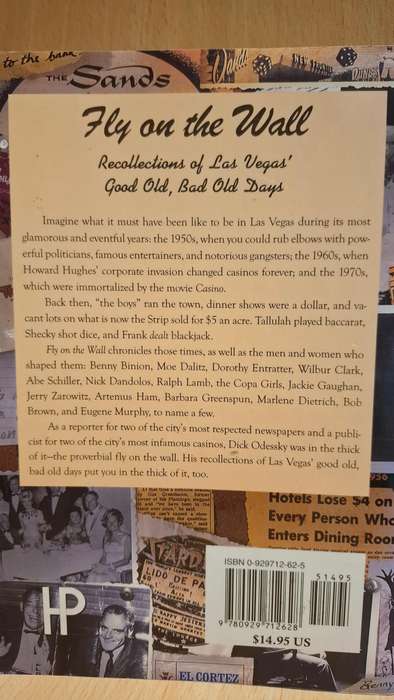 to the bank
THE Sands
Fly on the Wall
Recollections of Las Vegas'
Good Old, Bad Old Days
Imagine what it must have been like to be in Las Vegas during its most
glamorous and eventful years: the 1950s, when you could rub elbows with pow-
erful politicians, famous entertainers, and notorious gangsters; the 1960s, when
Howard Hughes' corporate invasion changed casinos forever; and the 1970s,
which were immortalized by the movie Casino.
Back then, "the boys" ran the town, dinner shows were a dollar, and va-
cant lots on what is now the Strip sold for $5 an acre. Tallulah played baccarat,
Shecky shot dice, and Frank dealt blackjack.
Fly on the Wall chronicles those times, as well as the men and women who
shaped them: Benny Binion, Moe Dalitz, Dorothy Entratter, Wilbur Clark,
Abe Schiller, Nick Dandolos, Ralph Lamb, the Copa Girls, Jackie Gaughan,
Jerry Zarowitz, Artemus Ham, Barbara Greenspun, Marlene Dietrich, Bob
Brown, and Eugene Murphy, to name a few.
As a reporter for two of the city's most respected newspapers and a publi-
cist for two of the city's most infamous casinos, Dick Odessky was in the thick
of it—the proverbial fly on the wall. His recollections of Las Vegas' good old,
bad old days put you in the thick of it, too.
Hotels Lose $4 on
Every Person Who
Enters Dining Room
ISBN 0-929712-62-5
51495
9 780929 712628
$14.95 US
HP
EL CORTEZ